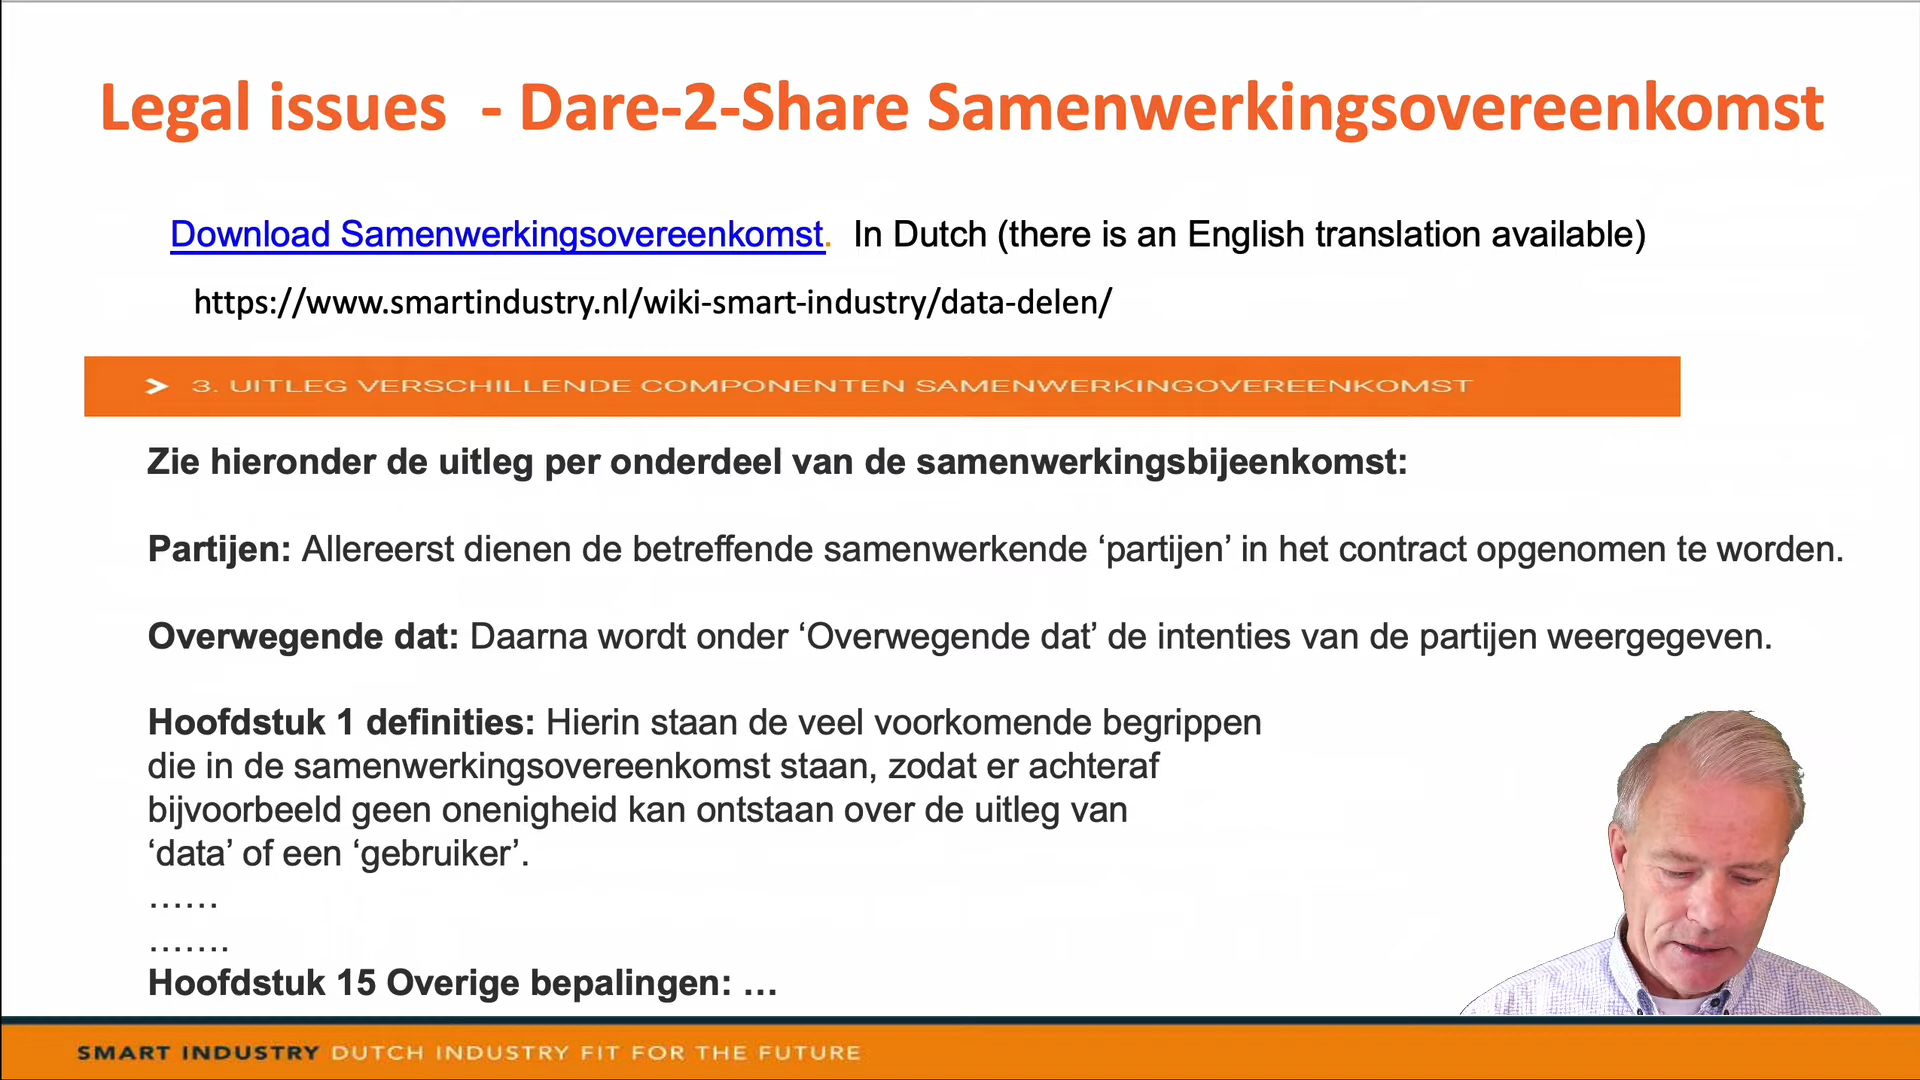 Legal issues - Dare-2-Share Samenwerkingsovereenkomst
Download Samenwerkingsovereenkomst. In Dutch (there is an English translation available)
https://www.smartindustry.nl/wiki-smart-industry/data-delen/
3. UITLEG VERSCHILLENDE COMPONENTEN SAMENWERKINGOVEREENKOMST
Zie hieronder de uitleg per onderdeel van de samenwerkingsbijeenkomst:
Partijen: Allereerst dienen de betreffende samenwerkende ‘partijen’ in het contract opgenomen te worden.
Overwegende dat: Daarna wordt onder ‘Overwegende dat’ de intenties van de partijen weergegeven.
Hoofdstuk 1 definities: Hierin staan de veel voorkomende begrippen
die in de samenwerkingsovereenkomst staan, zodat er achteraf
bijvoorbeeld geen onenigheid kan ontstaan over de uitleg van
‘data’ of een ‘gebruiker’.
......
.......
Hoofdstuk 15 Overige bepalingen: ...
SMART INDUSTRY DUTCH INDUSTRY FIT FOR THE FUTURE